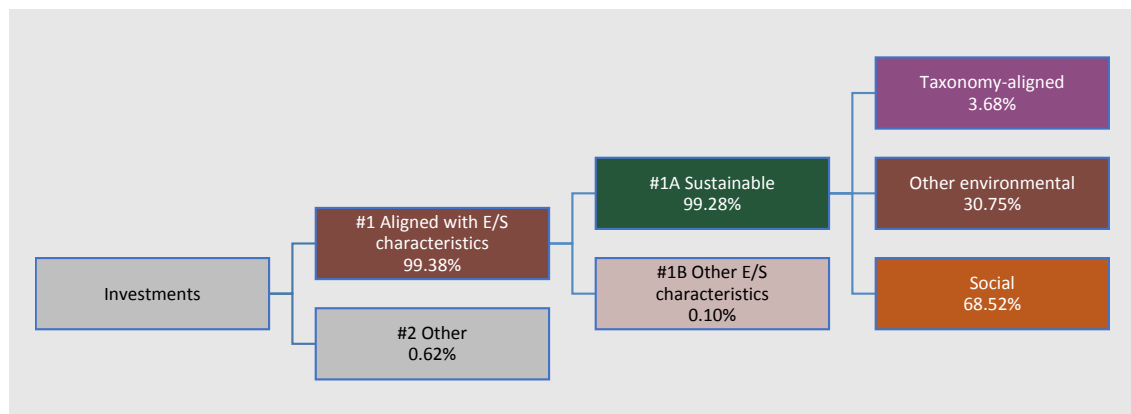 Investments
#1 Aligned with E/S
characteristics
99.38%
#2 Other
0.62%
#1A Sustainable
99.28%
#1B Other E/S
characteristics
0.10%
Taxonomy-aligned
3.68%
Other environmental
30.75%
Social
68.52%